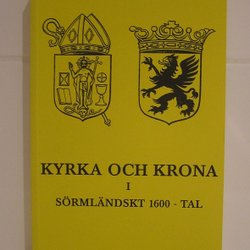 KYRKA OCH KRONA
I
SÖRMLÄNDSKT 1600 - TAL